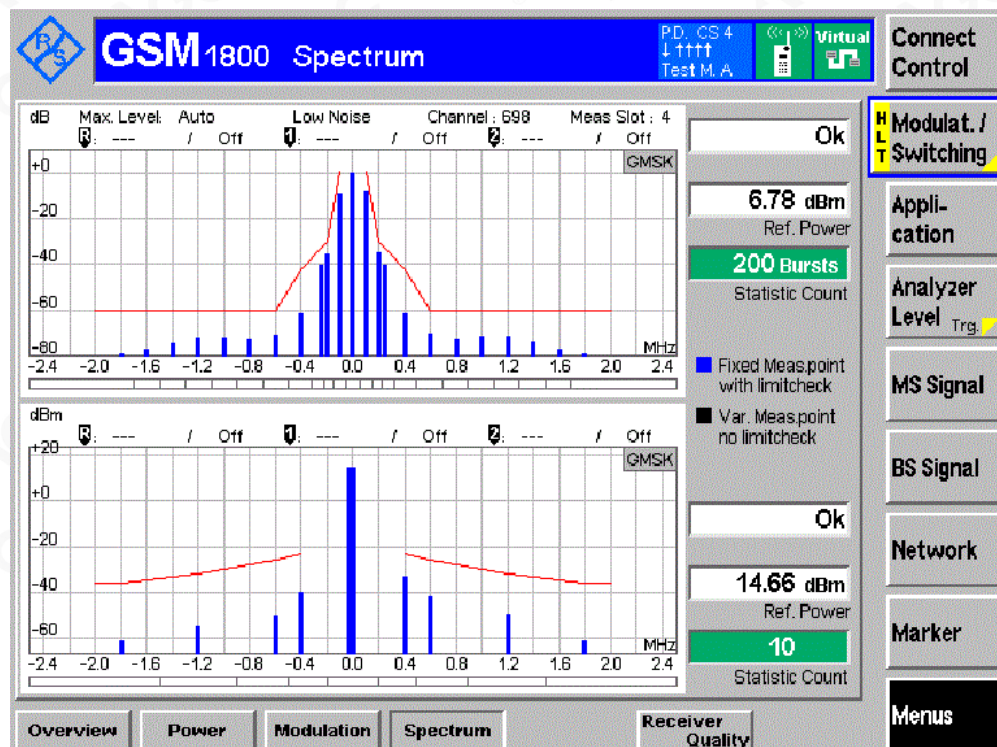 R/S
GSM 1800 Spectrum
P.D. CS 4
↓ ↑↑↑↑
Test M. A
Virtual
Connect
Control
dB Max. Level: Auto Low Noise Channel : 698 Meas Slot : 4
R: --- / Off 1: --- / Off 2: --- / Off
GMSK
+0
-20
-40
-60
-80
MHz
-2.4 -2.0 -1.6 -1.2 -0.8 -0.4 0.0 0.4 0.8 1.2 1.6 2.0 2.4
Ok
6.78 dBm
Ref. Power
200 Bursts
Statistic Count
Fixed Meas.point
with limitcheck
Var. Meas.point
no limitcheck
dBm
R: --- / Off 1: --- / Off 2: --- / Off
GMSK
+20
+0
-20
-40
-60
MHz
-2.4 -2.0 -1.6 -1.2 -0.8 -0.4 0.0 0.4 0.8 1.2 1.6 2.0 2.4
Ok
14.66 dBm
Ref. Power
10
Statistic Count
HLT
Modulat. /
Switching
Appli-
cation
Analyzer
Level Trg.
MS Signal
BS Signal
Network
Marker
Menus
Overview Power Modulation Spectrum Receiver
Quality